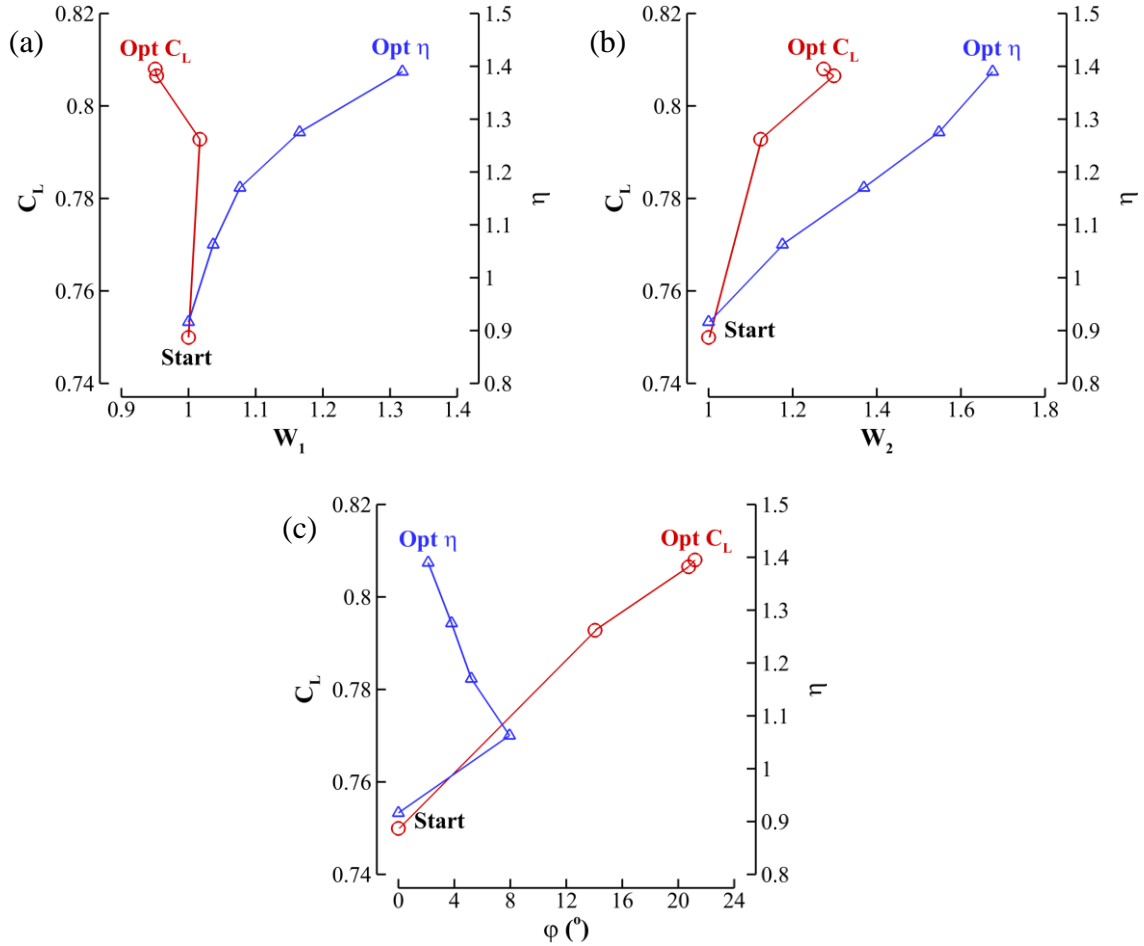 (a)
0.82
0.8
0.78
0.76
0.74
C_L
Opt C_L
Opt η
Start
1.5
1.4
1.3
1.2
1.1
1
0.9
0.8
η
0.9 1 1.1 1.2 1.3 1.4
W_1
(b)
0.82
0.8
0.78
0.76
0.74
C_L
Opt C_L
Opt η
Start
1.5
1.4
1.3
1.2
1.1
1
0.9
0.8
η
1 1.2 1.4 1.6 1.8
W_2
(c)
0.82
0.8
0.78
0.76
0.74
C_L
Opt η
Opt C_L
Start
1.5
1.4
1.3
1.2
1.1
1
0.9
0.8
η
0 4 8 12 16 20 24
φ (°)